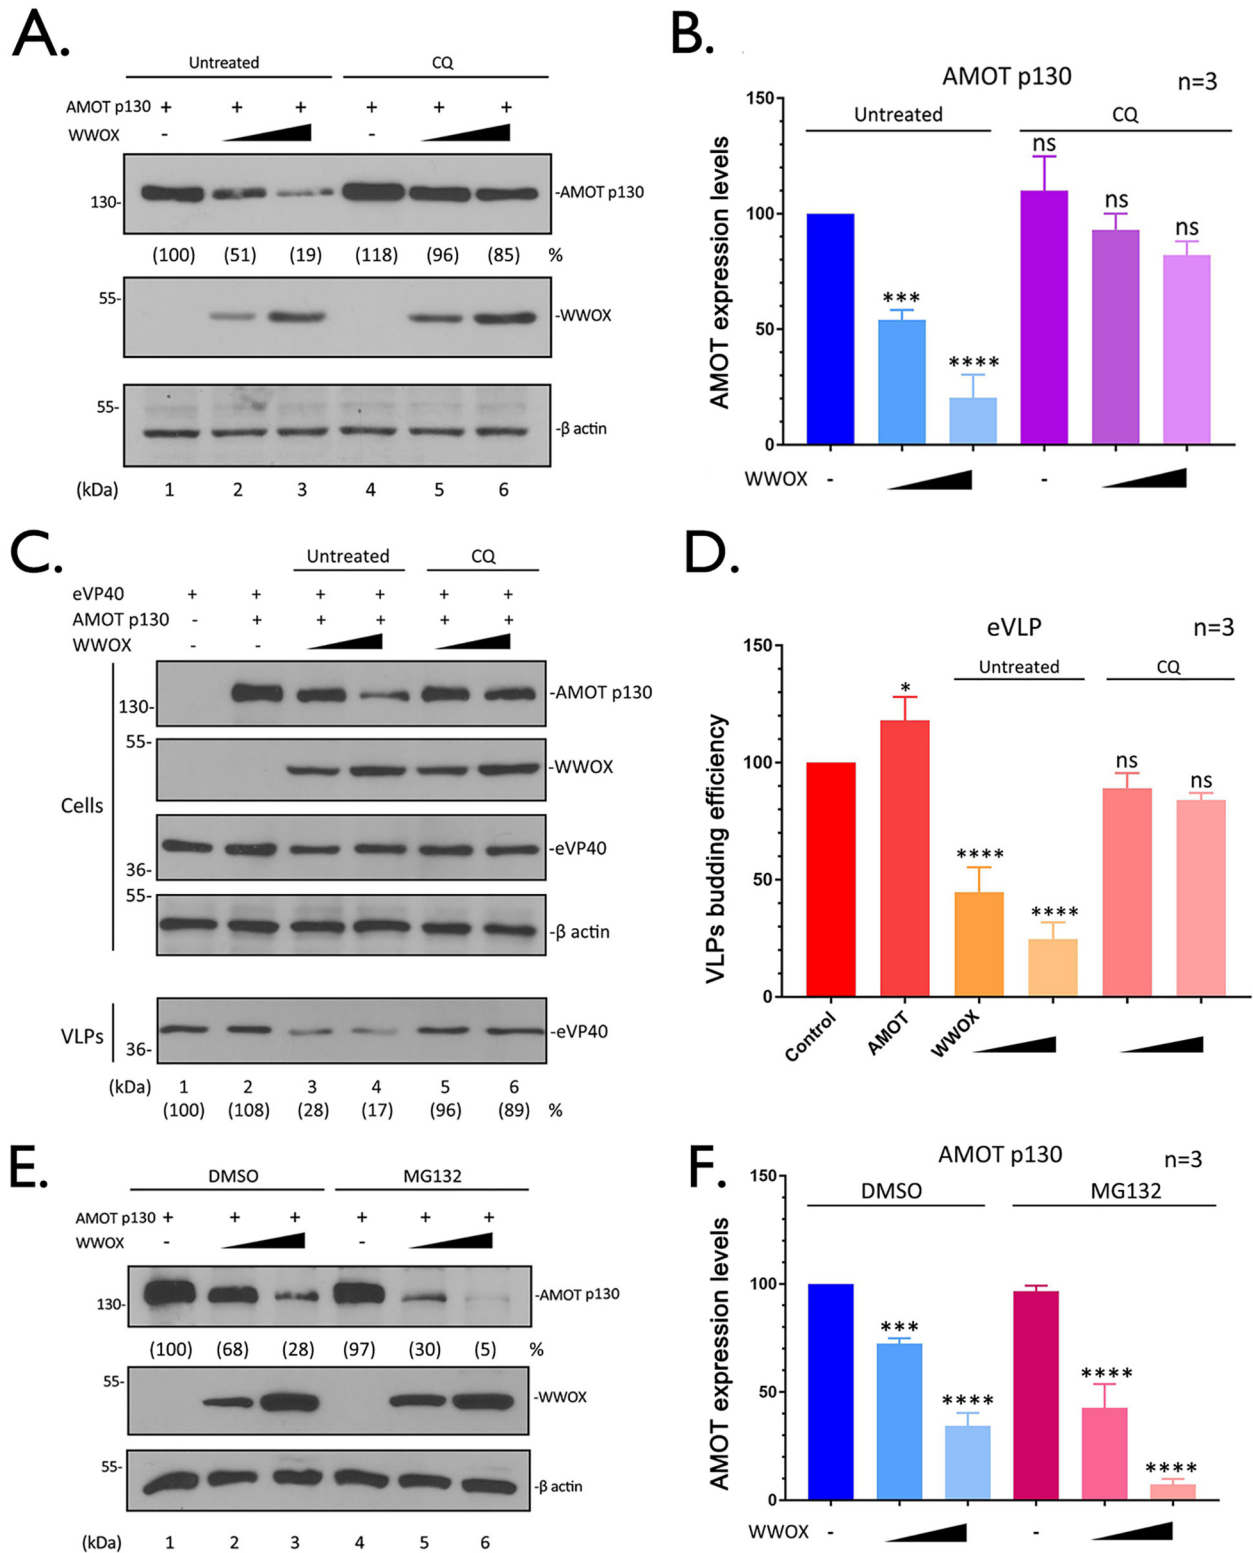 A.
Untreated CQ
AMOT p130 + + + + + +
WWOX - -
130- -AMOT p130
(100) (51) (19) (118) (96) (85) %
55- -WWOX
55- -β actin
(kDa) 1 2 3 4 5 6
B.
AMOT p130 n=3
Untreated CQ
AMOT expression levels
150
100
50
0
*** **** ns ns ns
WWOX - -
C.
Untreated CQ
eVP40 + + + + + +
AMOT p130 - + + + + +
WWOX - -
Cells
130- -AMOT p130
55- -WWOX
36- -eVP40
55- -β actin
VLPs
36- -eVP40
(kDa) 1 2 3 4 5 6
(100) (108) (28) (17) (96) (89) %
D.
eVLP n=3
Untreated CQ
VLPs budding efficiency
150
100
50
0
* **** **** ns ns
Control AMOT WWOX
E.
DMSO MG132
AMOT p130 + + + + + +
WWOX - -
130- -AMOT p130
(100) (68) (28) (97) (30) (5) %
55- -WWOX
55- -β actin
(kDa) 1 2 3 4 5 6
F.
AMOT p130 n=3
DMSO MG132
AMOT expression levels
150
100
50
0
*** **** **** ****
WWOX - -